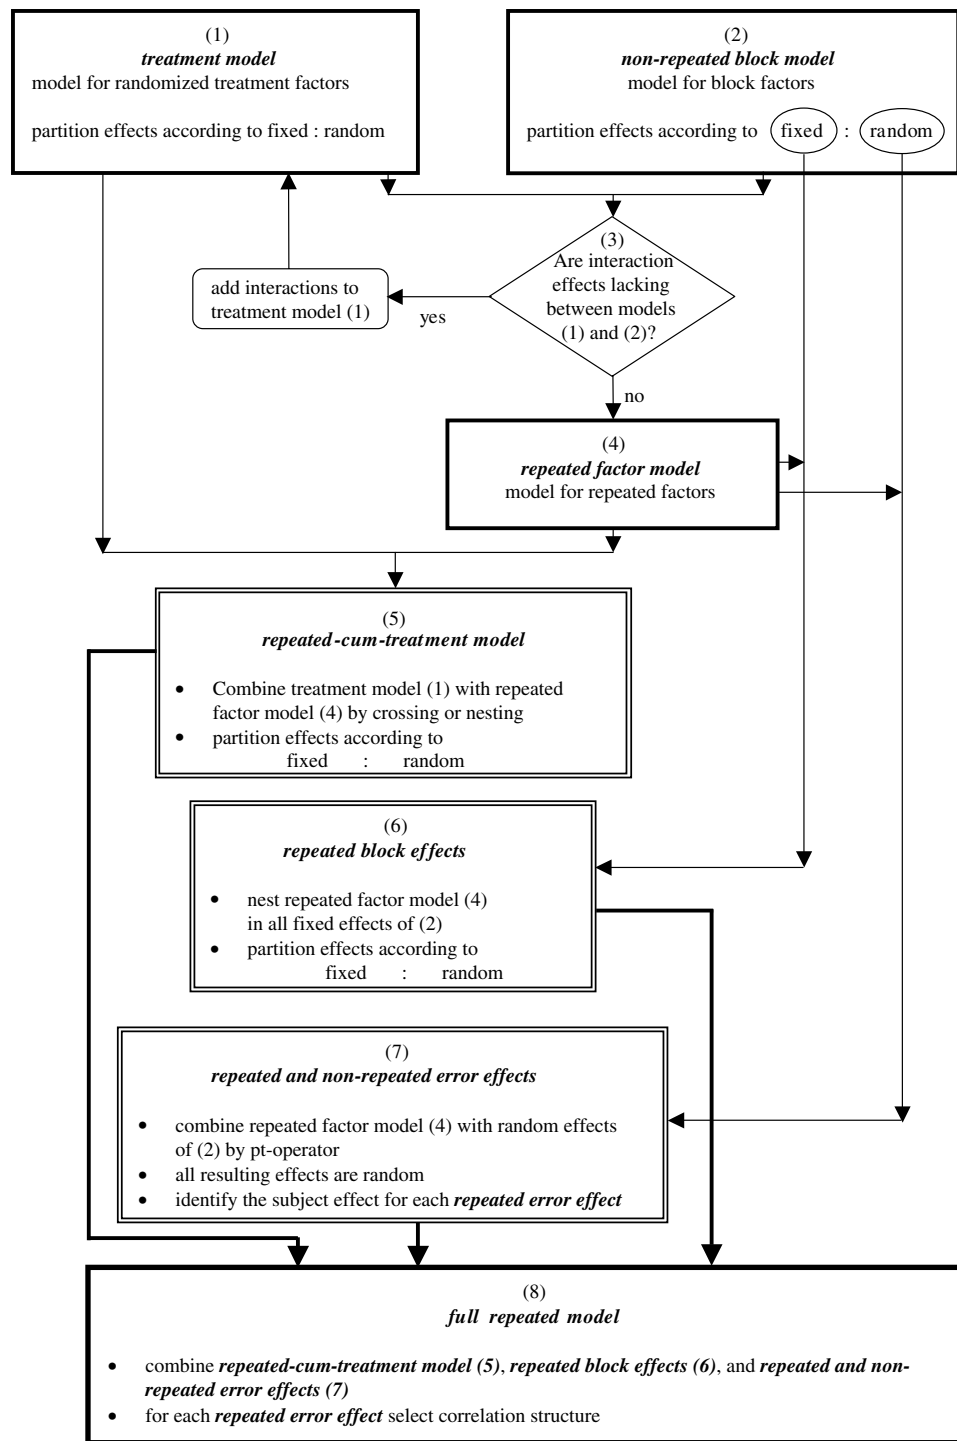 (1)
treatment model
model for randomized treatment factors
partition effects according to fixed : random
(2)
non-repeated block model
model for block factors
partition effects according to fixed : random
(3)
Are interaction
effects lacking
between models
(1) and (2)?
add interactions to
treatment model (1)
yes
no
(4)
repeated factor model
model for repeated factors
(5)
repeated-cum-treatment model
• Combine treatment model (1) with repeated
factor model (4) by crossing or nesting
• partition effects according to
fixed : random
(6)
repeated block effects
• nest repeated factor model (4)
in all fixed effects of (2)
• partition effects according to
fixed : random
(7)
repeated and non-repeated error effects
• combine repeated factor model (4) with random effects
of (2) by pt-operator
• all resulting effects are random
• identify the subject effect for each repeated error effect
(8)
full repeated model
• combine repeated-cum-treatment model (5), repeated block effects (6), and repeated and non-
repeated error effects (7)
• for each repeated error effect select correlation structure